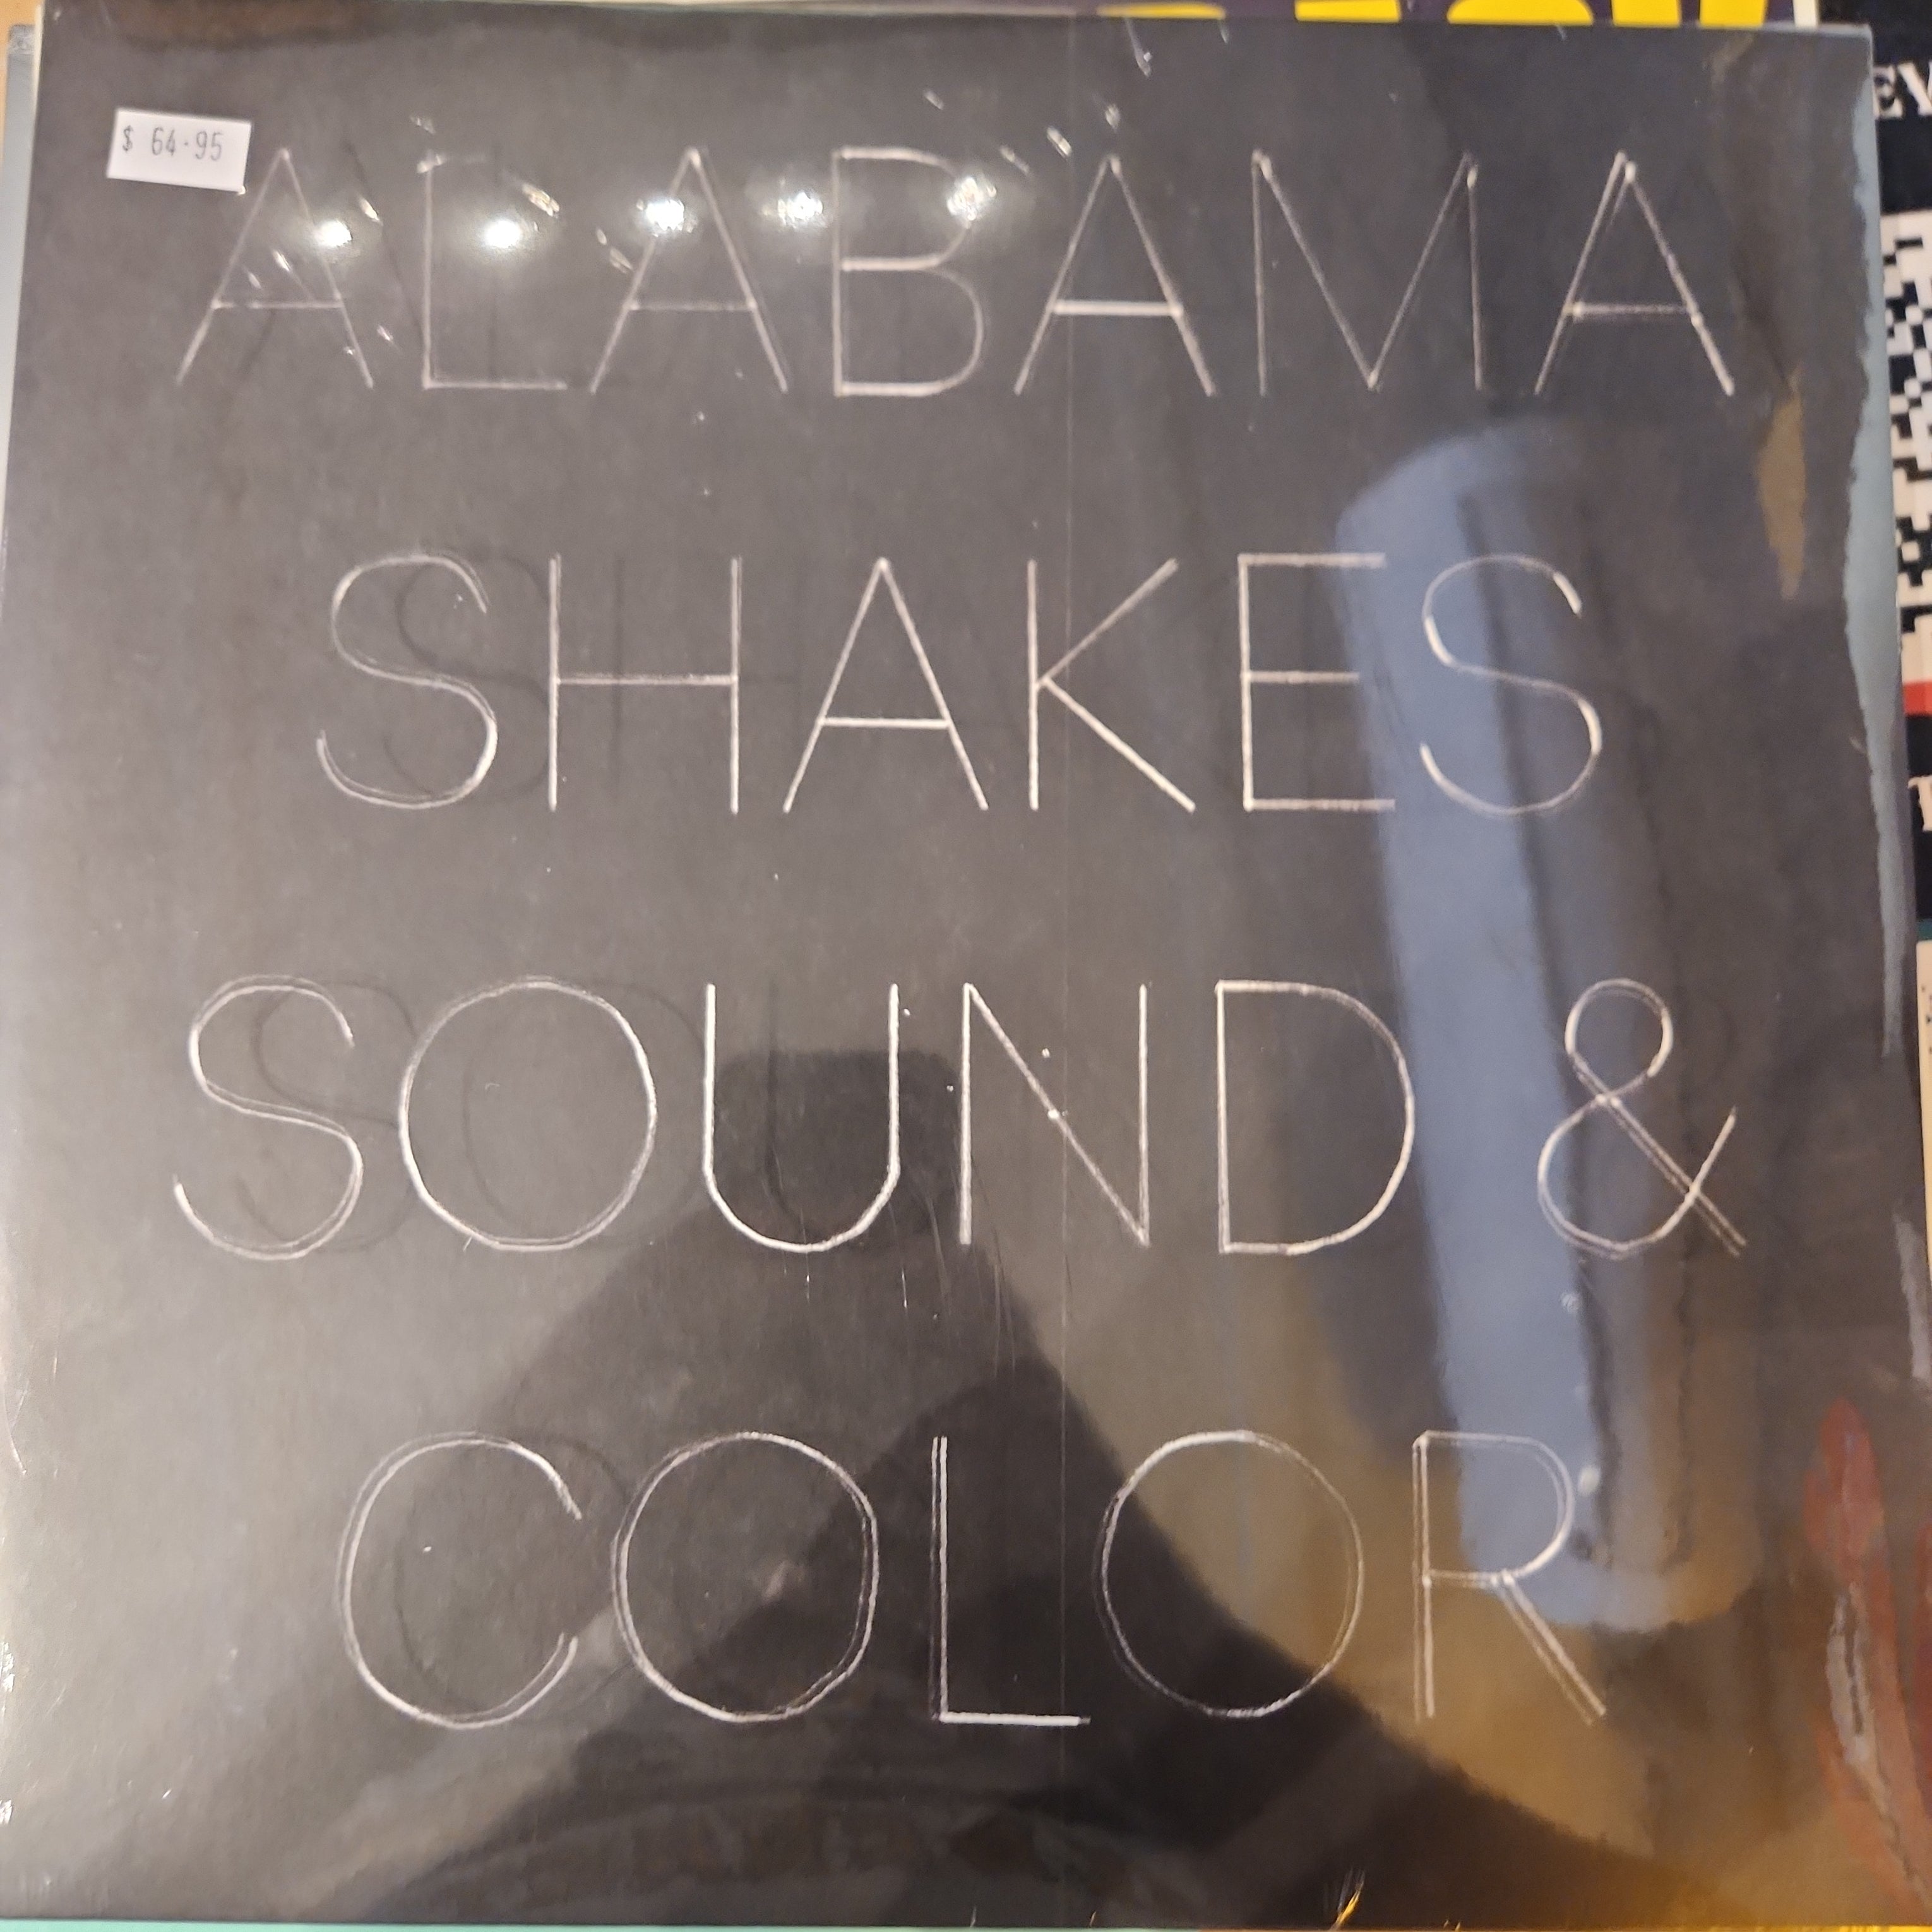 $ 64.95
ALABAMA
SHAKES
SOUND &
COLOR